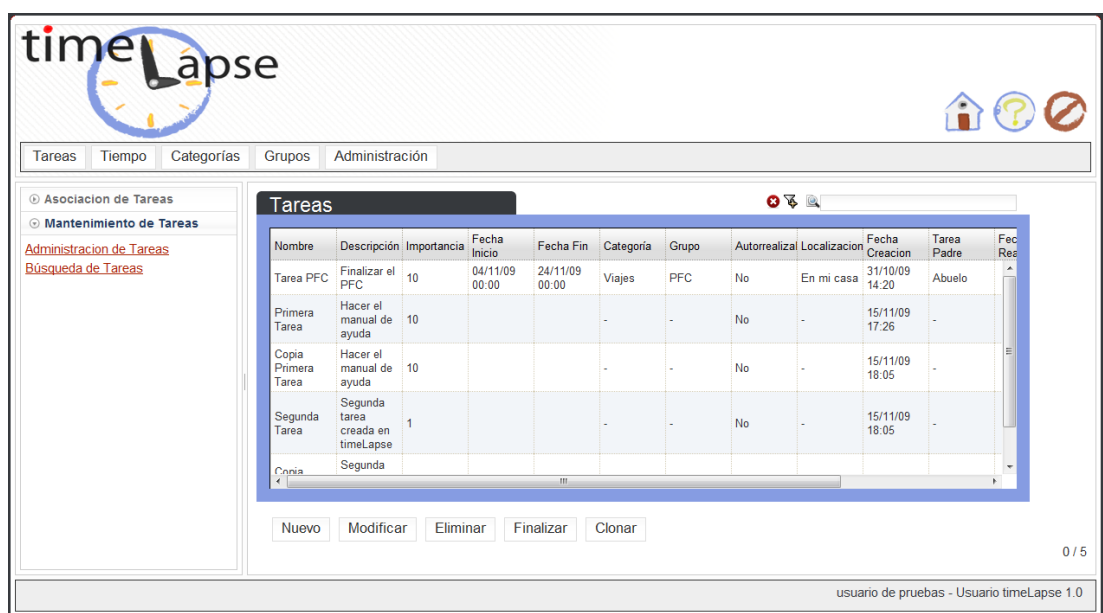 timeLapse
Tareas Tiempo Categorías Grupos Administración
Asociacion de Tareas
Mantenimiento de Tareas
Administracion de Tareas
Búsqueda de Tareas
Tareas
Nombre Descripción Importancia Fecha Inicio Fecha Fin Categoría Grupo Autorrealizal Localizacion Fecha Creacion Tarea Padre Fec Rea
Tarea PFC Finalizar el PFC 10 04/11/09 00:00 24/11/09 00:00 Viajes PFC No En mi casa 31/10/09 14:20 Abuelo
Primera Tarea Hacer el manual de ayuda 10 - - No - 15/11/09 17:26 -
Copia Primera Tarea Hacer el manual de ayuda 10 - - No - 15/11/09 18:05 -
Segunda Tarea Segunda tarea creada en timeLapse 1 - - No - 15/11/09 18:05 -
Copia Segunda
Nuevo Modificar Eliminar Finalizar Clonar
0 / 5
usuario de pruebas - Usuario timeLapse 1.0